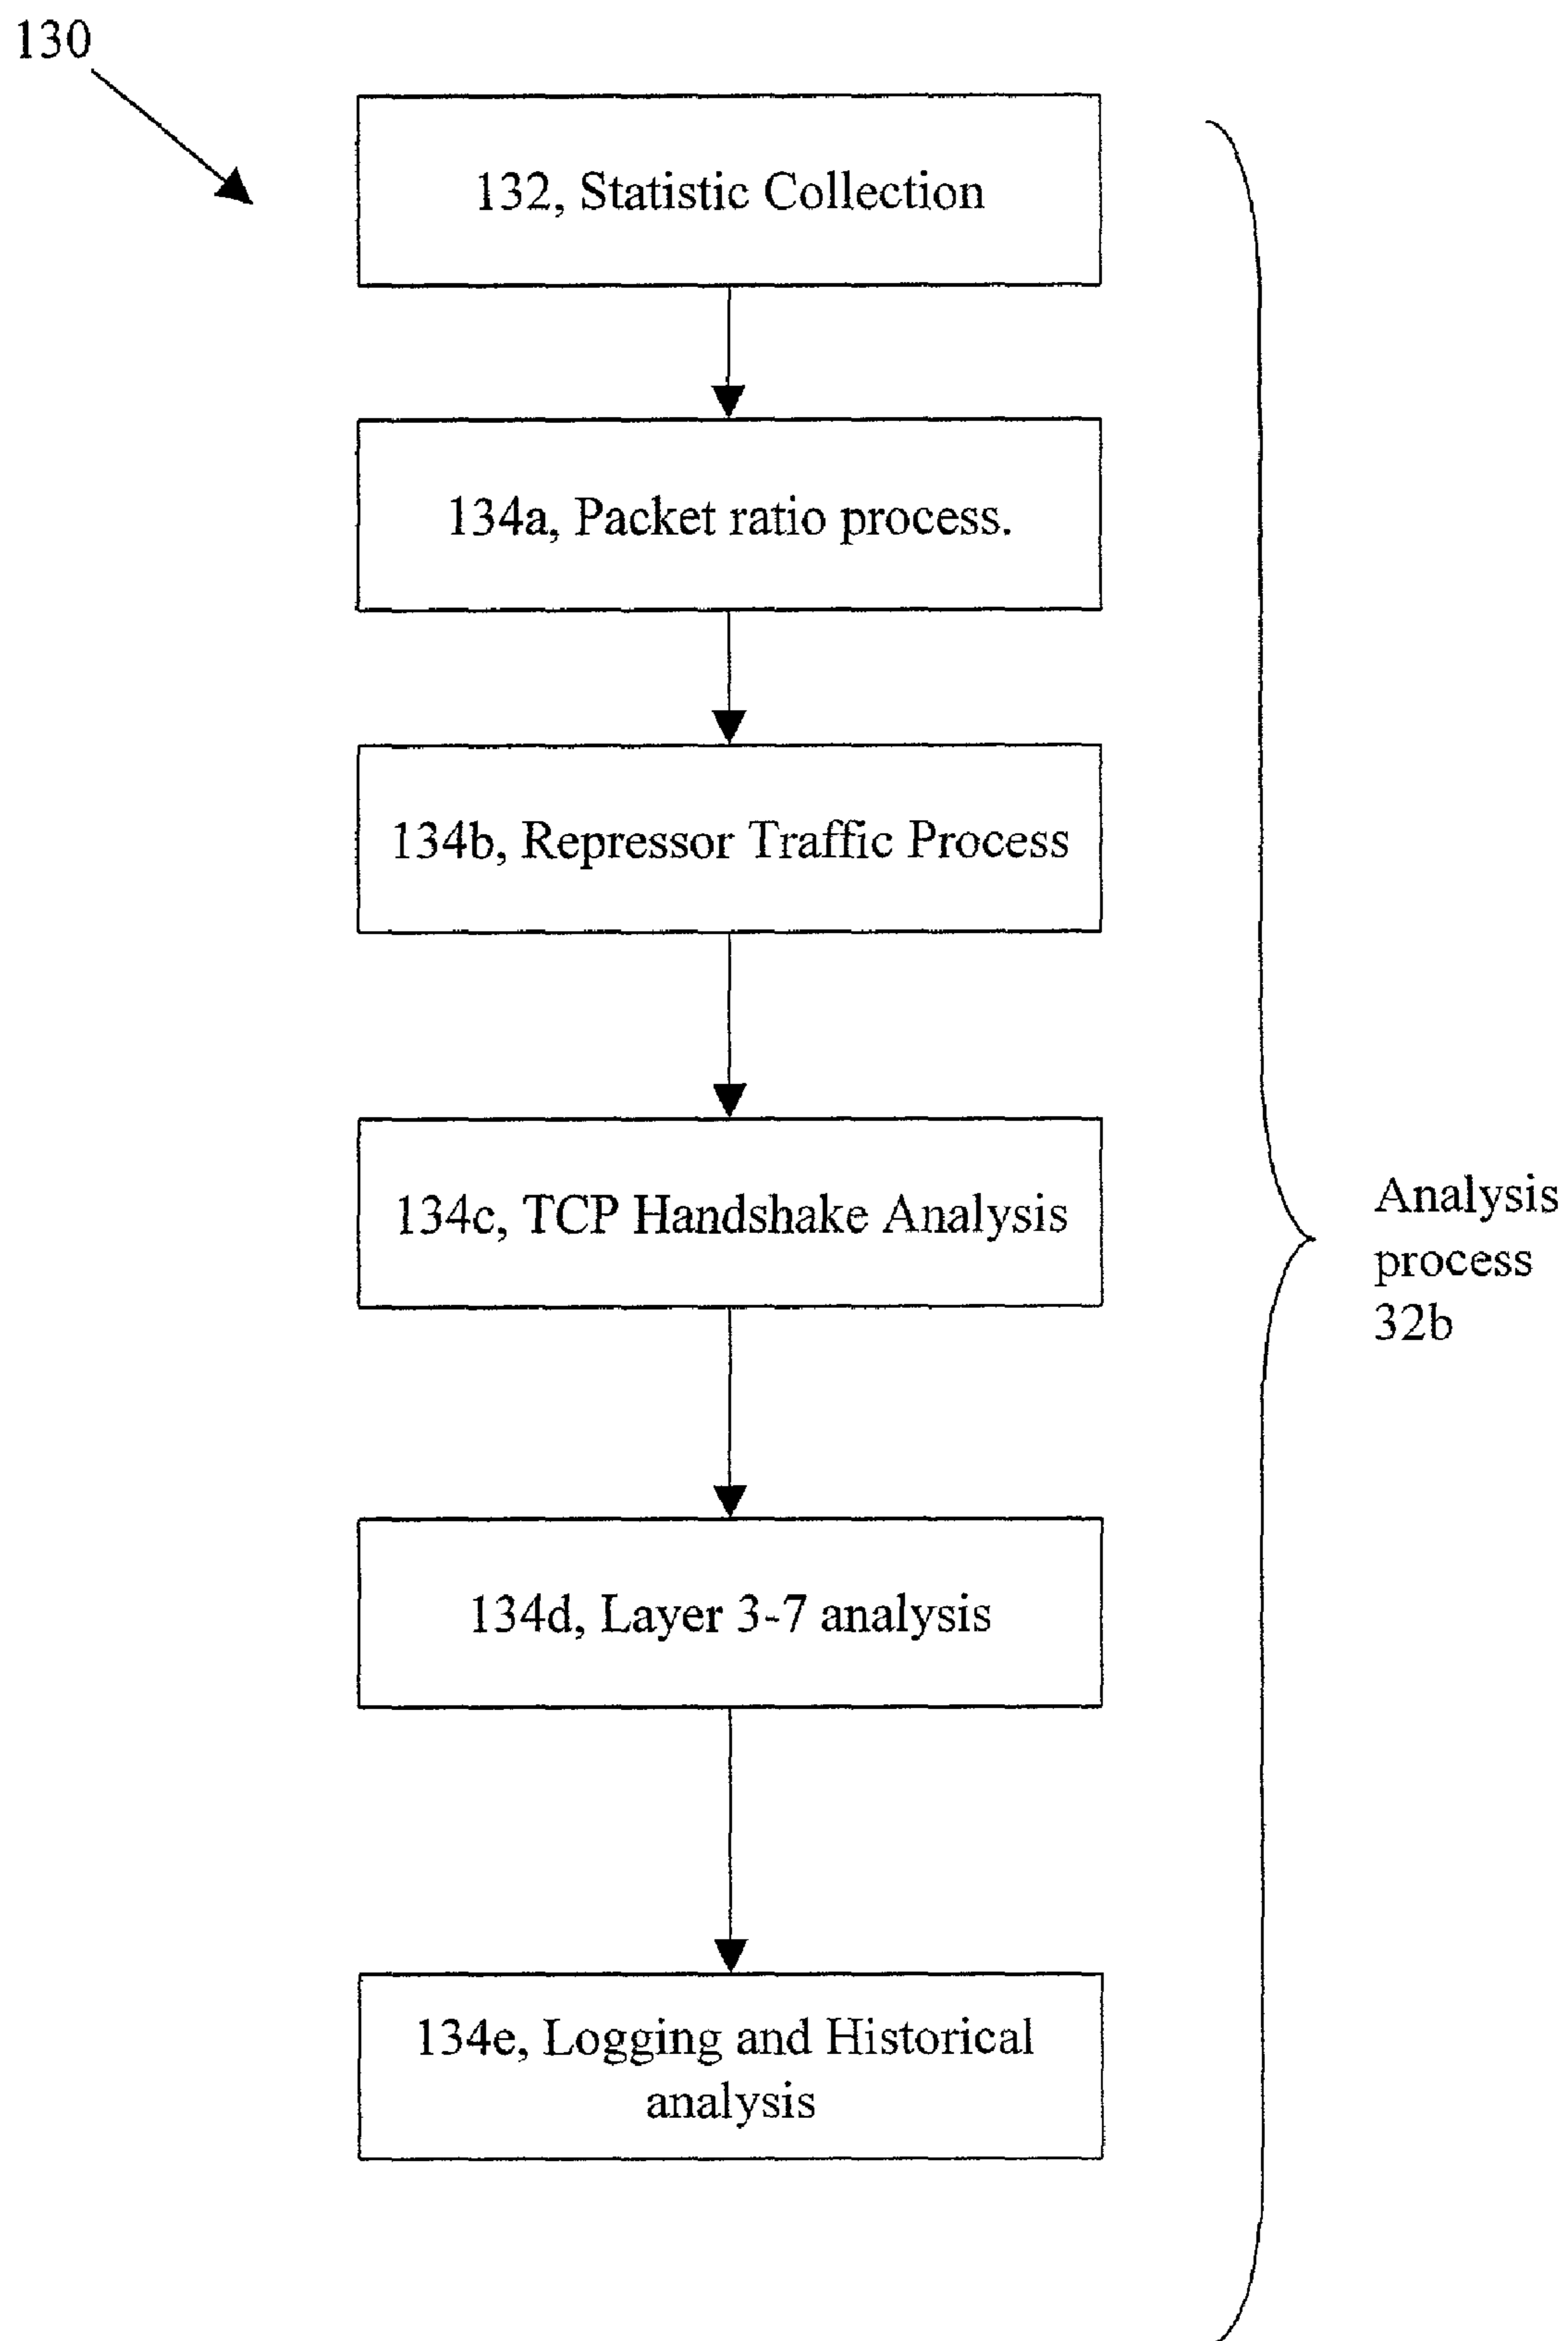 130
132, Statistic Collection
134a, Packet ratio process.
134b, Repressor Traffic Process
134c, TCP Handshake Analysis
Analysis
process
32b
134d, Layer 3-7 analysis
134e, Logging and Historical
analysis